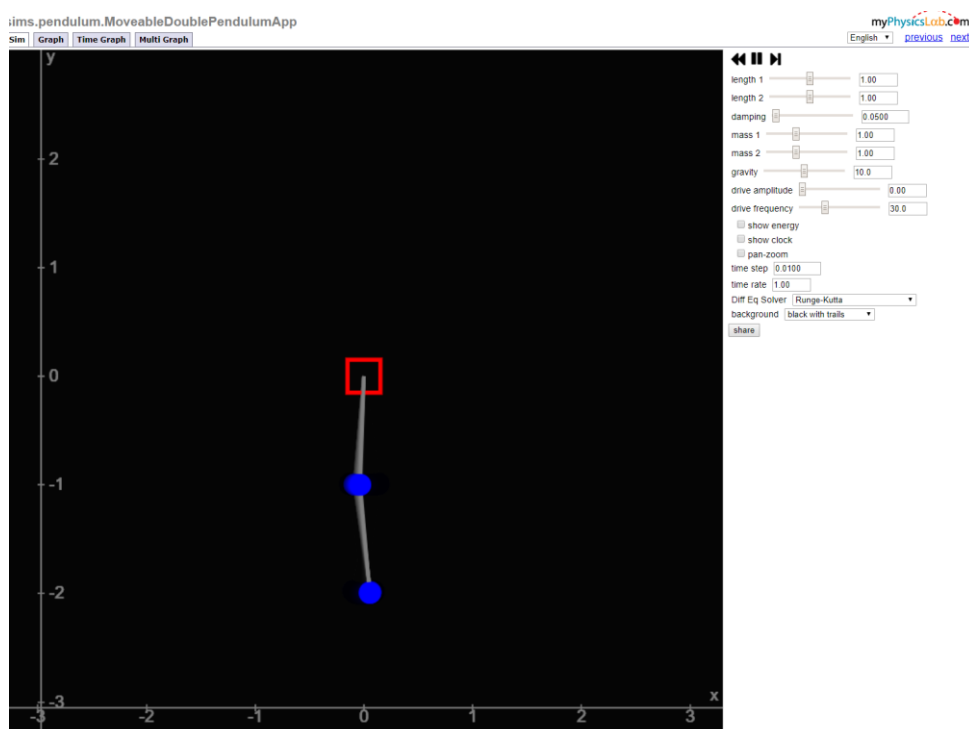 sims.pendulum.MoveableDoublePendulumApp
myPhysicsLab.com
Sim Graph Time Graph Multi Graph
English previous next
y
2
1
0
-1
-2
-3
x
-3 -2 -1 0 1 2 3
length 1 1.00
length 2 1.00
damping 0.0500
mass 1 1.00
mass 2 1.00
gravity 10.0
drive amplitude 0.00
drive frequency 30.0
show energy
show clock
pan-zoom
time step 0.0100
time rate 1.00
Diff Eq Solver Runge-Kutta
background black with trails
share